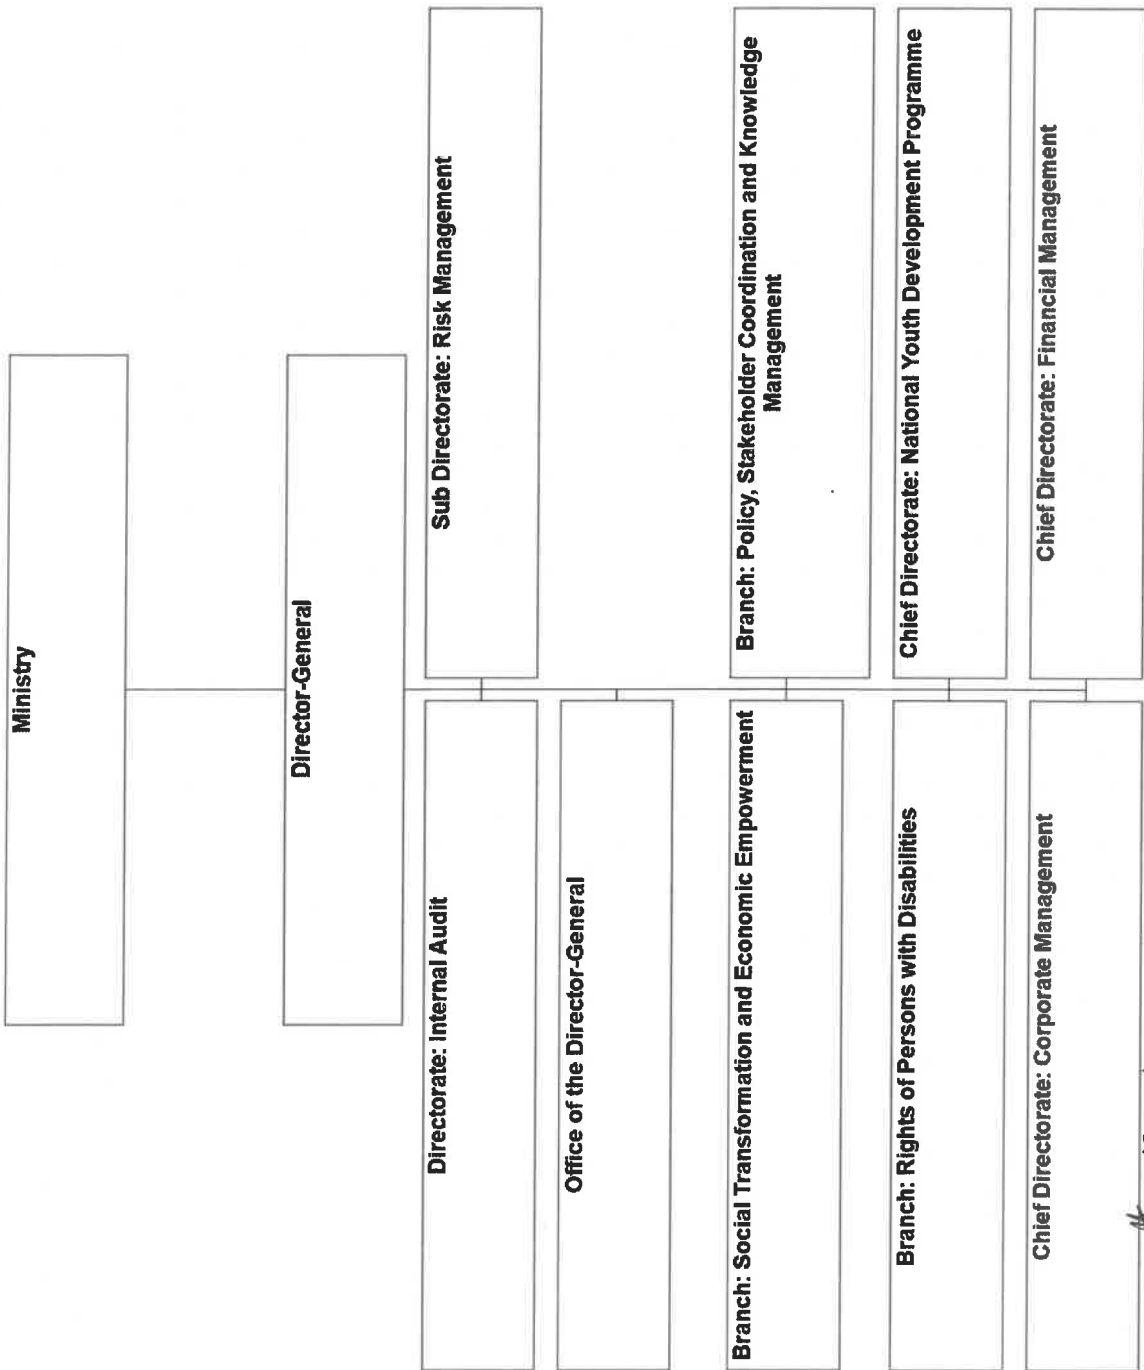 Ministry
Director-General
Directorate: Internal Audit
Sub Directorate: Risk Management
Office of the Director-General
Branch: Social Transformation and Economic Empowerment
Branch: Policy, Stakeholder Coordination and Knowledge
Management
Branch: Rights of Persons with Disabilities
Chief Directorate: National Youth Development Programme
Chief Directorate: Corporate Management
Chief Directorate: Financial Management